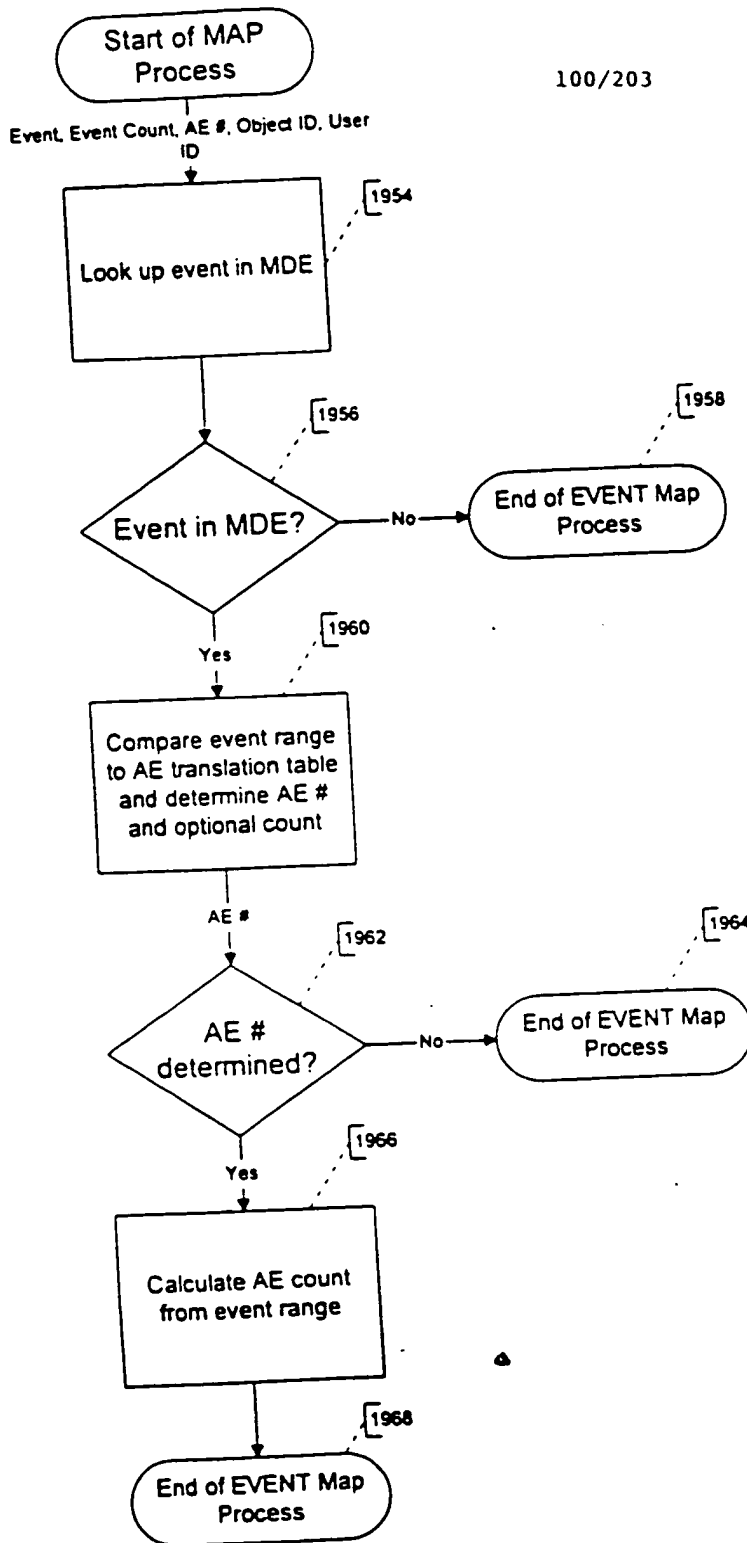 Start of MAP
Process
100/203
Event, Event Count, AE #, Object ID, User
ID
1954
Look up event in MDE
1956
1958
Event in MDE?
No
End of EVENT Map
Process
Yes
1960
Compare event range
to AE translation table
and determine AE #
and optional count
AE #
1962
1964
AE #
determined?
No
End of EVENT Map
Process
Yes
1966
Calculate AE count
from event range
1968
End of EVENT Map
Process